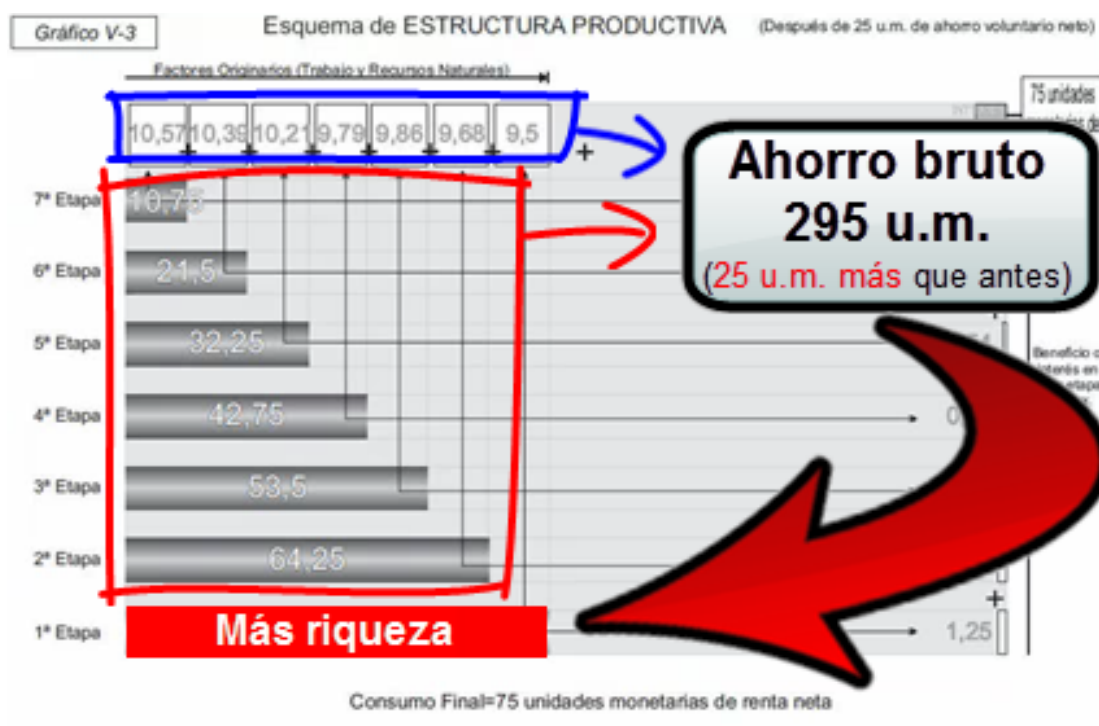 Gráfico V-3
Esquema de ESTRUCTURA PRODUCTIVA
(Después de 25 u.m. de ahorro voluntario neto)
Factores Originarios (Trabajo y Recursos Naturales)
75 unidades
10,57 10,39 10,21 9,79 9,86 9,68 9,5
+ + + + + + +
Ahorro bruto
295 u.m.
(25 u.m. más que antes)
7ª Etapa 10,75
6ª Etapa 21,5
5ª Etapa 32,25
Beneficio
4ª Etapa 42,75
3ª Etapa 53,5
2ª Etapa 64,25
+
1ª Etapa Más riqueza 1,25
Consumo Final=75 unidades monetarias de renta neta